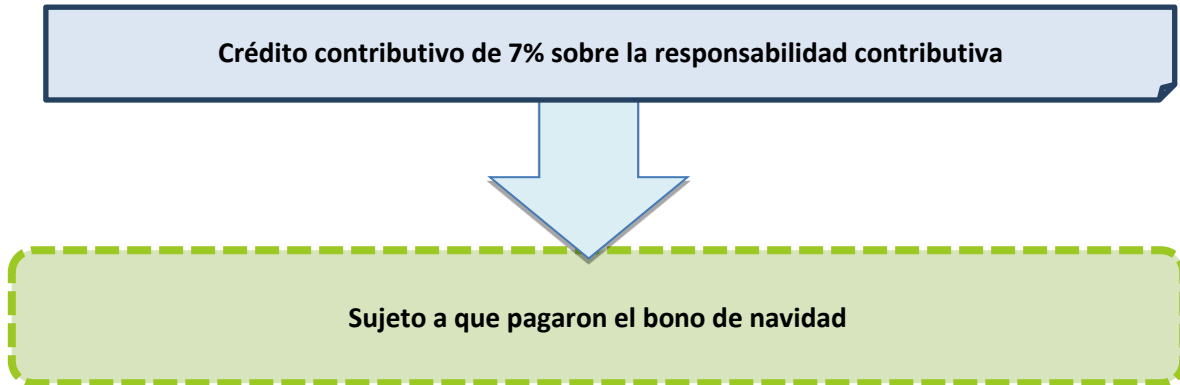 Crédito contributivo de 7% sobre la responsabilidad contributiva
Sujeto a que pagaron el bono de navidad